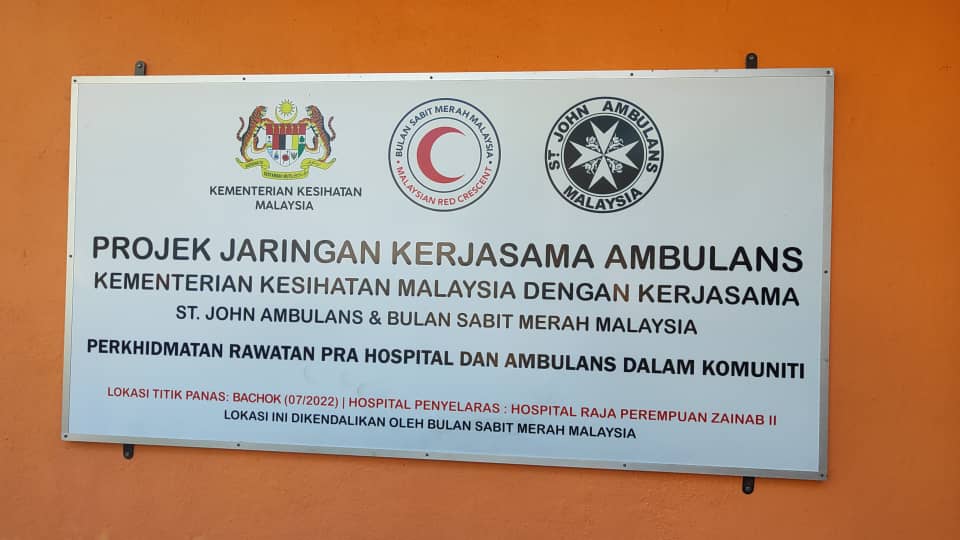 KEMENTERIAN KESIHATAN
MALAYSIA
BULAN SABIT MERAH MALAYSIA
MALAYSIAN RED CRESCENT
ST JOHN AMBULANS
MALAYSIA
PROJEK JARINGAN KERJASAMA AMBULANS
KEMENTERIAN KESIHATAN MALAYSIA DENGAN KERJASAMA
ST. JOHN AMBULANS & BULAN SABIT MERAH MALAYSIA
PERKHIDMATAN RAWATAN PRA HOSPITAL DAN AMBULANS DALAM KOMUNITI
LOKASI TITIK PANAS: BACHOK (07/2022) | HOSPITAL PENYELARAS : HOSPITAL RAJA PEREMPUAN ZAINAB II
LOKASI INI DIKENDALIKAN OLEH BULAN SABIT MERAH MALAYSIA